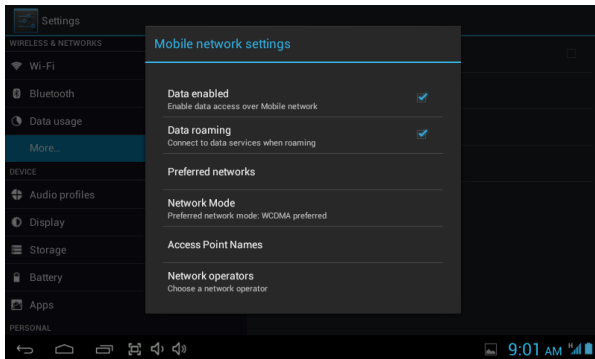 Settings
WIRELESS & NETWORKS
Wi-Fi
Bluetooth
Data usage
More...
DEVICE
Audio profiles
Display
Storage
Battery
Apps
PERSONAL
Mobile network settings
Data enabled
Enable data access over Mobile network
Data roaming
Connect to data services when roaming
Preferred networks
Network Mode
Preferred network mode: WCDMA preferred
Access Point Names
Network operators
Choose a network operator
9:01 AM H